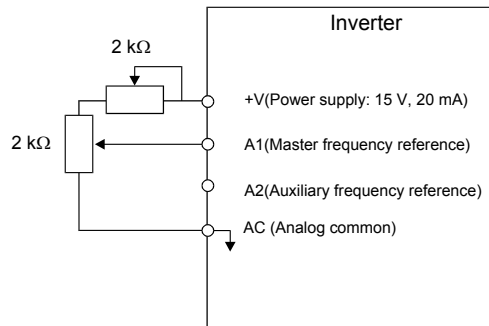 Inverter
2 kΩ
+V(Power supply: 15 V, 20 mA)
2 kΩ
A1(Master frequency reference)
A2(Auxiliary frequency reference)
AC (Analog common)